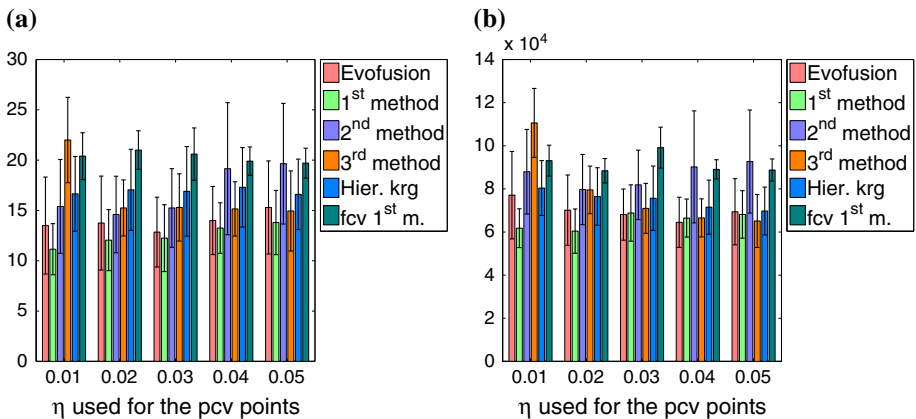 (a)
30
25
20
15
10
5
0
0.01 0.02 0.03 0.04 0.05
η used for the pcv points
Evofusion
1st method
2nd method
3rd method
Hier. krg
fcv 1st m.
(b)
x 10^4
14
12
10
8
6
4
2
0
0.01 0.02 0.03 0.04 0.05
η used for the pcv points
Evofusion
1st method
2nd method
3rd method
Hier. krg
fcv 1st m.